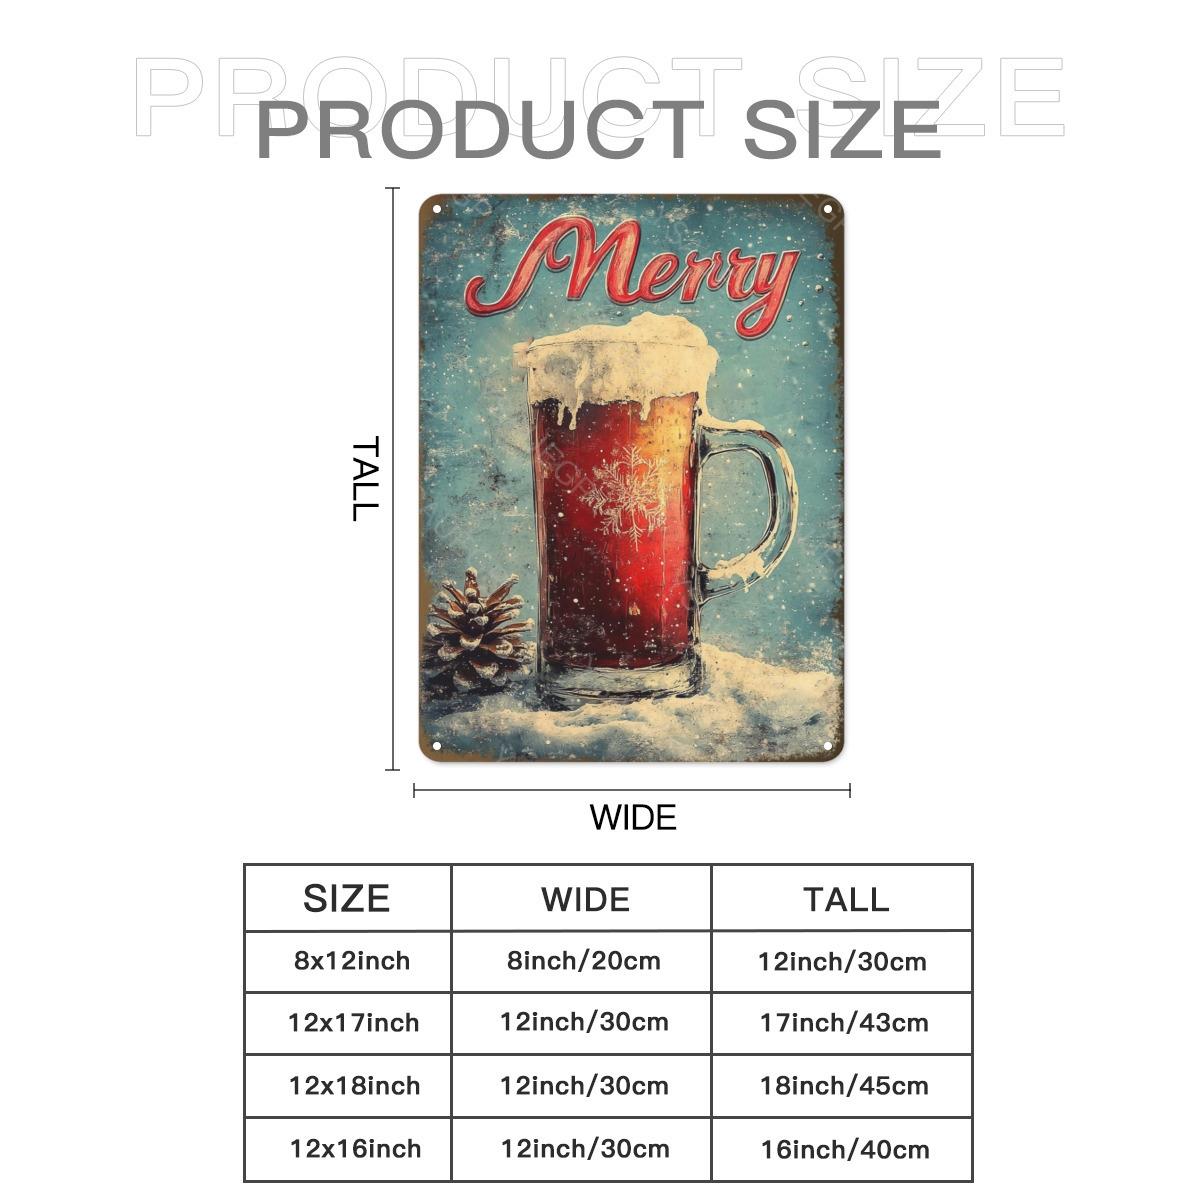 PRODUCT SIZE
PRODUCT SIZE
Merry
TALL
WIDE
SIZE WIDE TALL
8x12inch 8inch/20cm 12inch/30cm
12x17inch 12inch/30cm 17inch/43cm
12x18inch 12inch/30cm 18inch/45cm
12x16inch 12inch/30cm 16inch/40cm